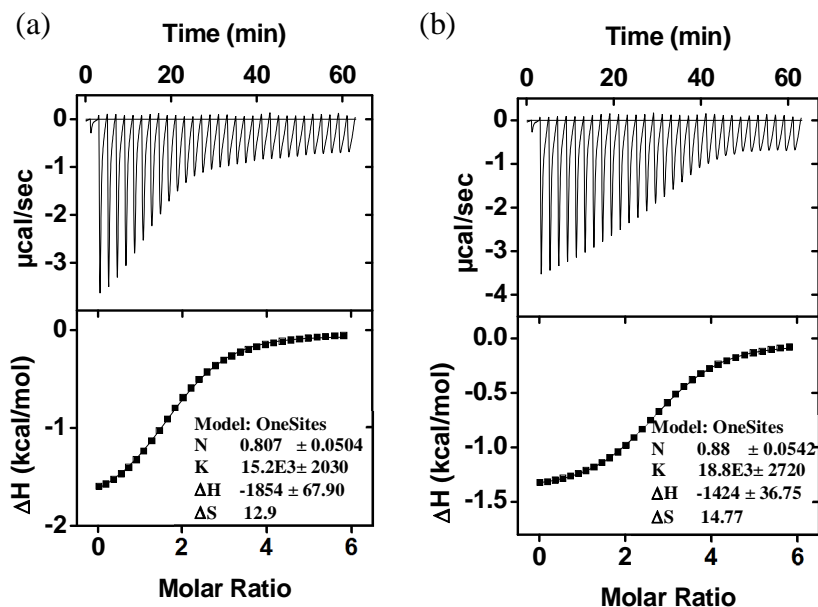 (a)
Time (min)
0 20 40 60
0
-1
-2
-3
µcal/sec
0
-1
-2
ΔH (kcal/mol)
Model: OneSites
N 0.807 ± 0.0504
K 15.2E3± 2030
ΔH -1854 ± 67.90
ΔS 12.9
0 2 4 6
Molar Ratio
(b)
Time (min)
0 20 40 60
0
-1
-2
-3
-4
µcal/sec
0.0
-0.5
-1.0
-1.5
ΔH (kcal/mol)
Model: OneSites
N 0.88 ± 0.0542
K 18.8E3± 2720
ΔH -1424 ± 36.75
ΔS 14.77
0 2 4 6
Molar Ratio